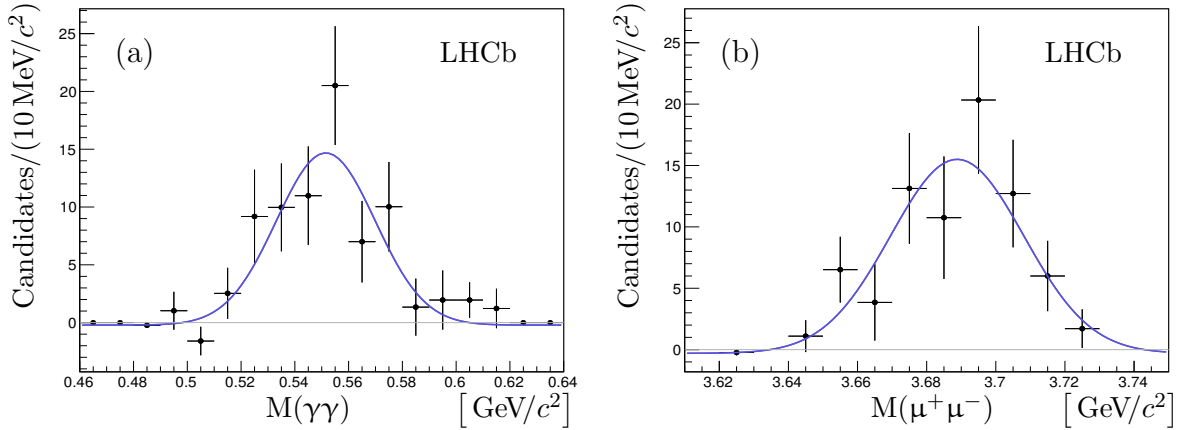 Candidates/(10 MeV/c²)
(a)
LHCb
25
20
15
10
5
0
0.46 0.5 0.52 0.54 0.56 0.58 0.6 0.62 0.64
M(γγ) [GeV/c²]
Candidates/(10 MeV/c²)
(b)
LHCb
25
20
15
10
5
0
3.62 3.64 3.66 3.68 3.7 3.72 3.74
M(μ⁺μ⁻) [GeV/c²]